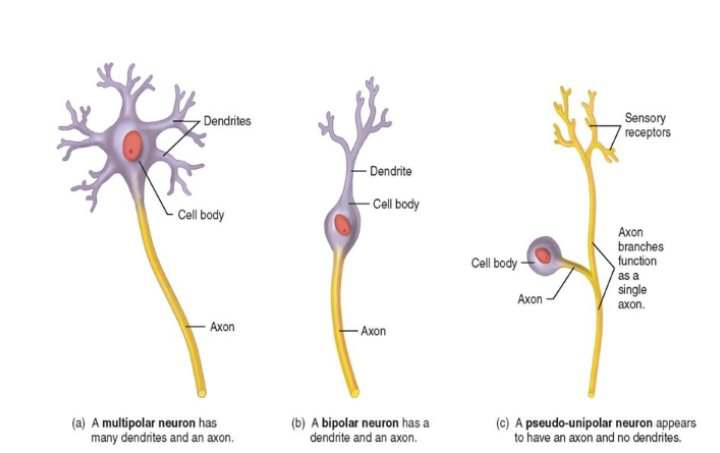 Dendrites
Cell body
Axon
(a) A multipolar neuron has
many dendrites and an axon.
Dendrite
Cell body
Axon
(b) A bipolar neuron has a
dendrite and an axon.
Sensory
receptors
Cell body
Axon
Axon
branches
function
as a
single
axon.
(c) A pseudo-unipolar neuron appears
to have an axon and no dendrites.